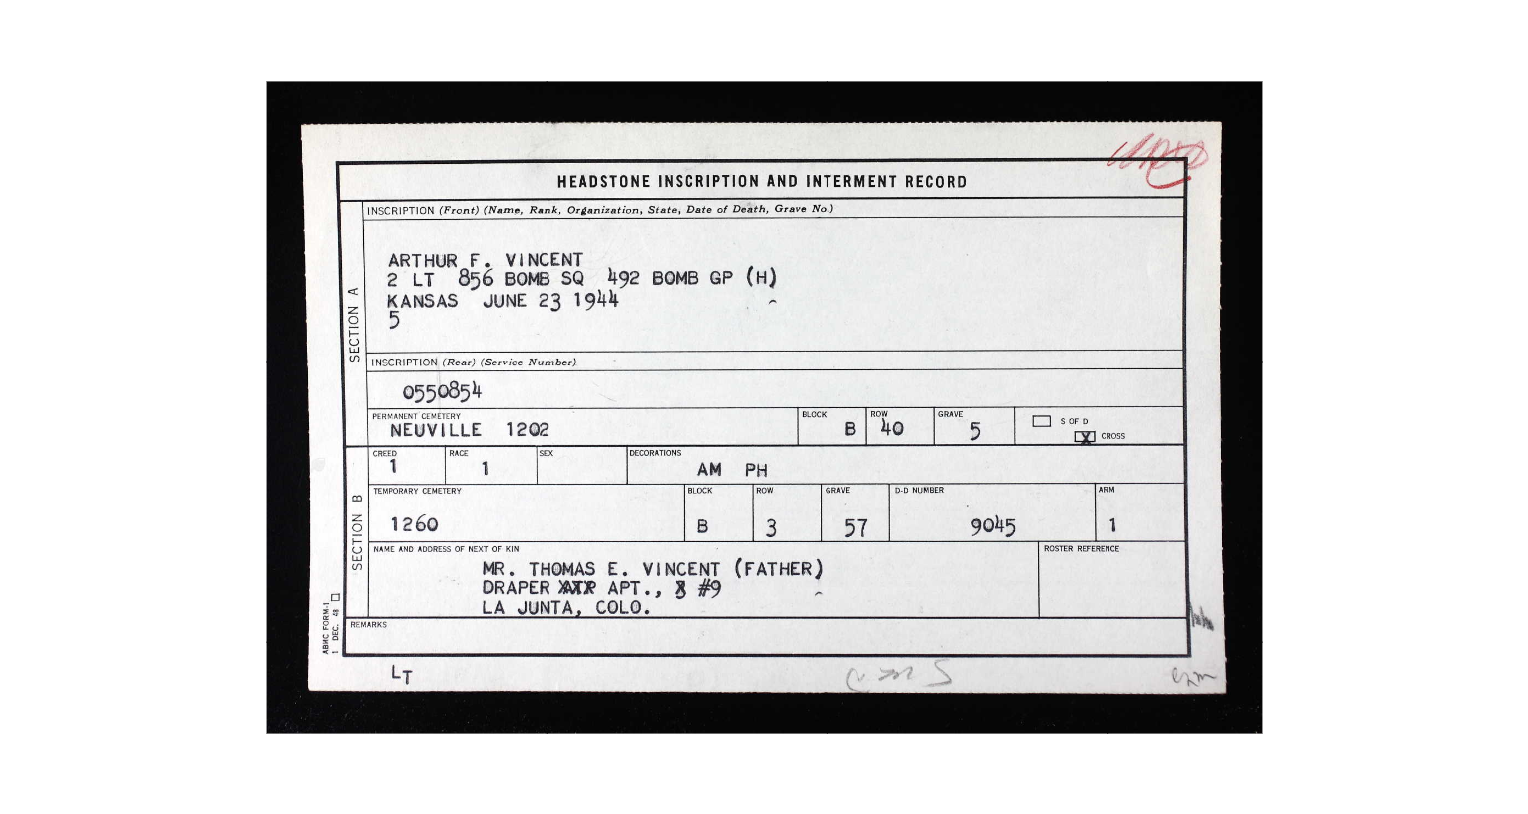 HEADSTONE INSCRIPTION AND INTERMENT RECORD
SECTION A
INSCRIPTION (Front) (Name, Rank, Organization, State, Date of Death, Grave No.)
ARTHUR F. VINCENT
2 LT 856 BOMB SQ 492 BOMB GP (H)
KANSAS JUNE 23 1944
5
INSCRIPTION (Rear) (Service Number)
0550854
PERMANENT CEMETERY BLOCK ROW GRAVE S OF D
NEUVILLE 1202 B 40 5 X CROSS
SECTION B
CREED RACE SEX DECORATIONS
1 1 AM PH
TEMPORARY CEMETERY BLOCK ROW GRAVE D-D NUMBER ARM
1260 B 3 57 9045 1
NAME AND ADDRESS OF NEXT OF KIN ROSTER REFERENCE
MR. THOMAS E. VINCENT (FATHER)
DRAPER APT., #9
LA JUNTA, COLO.
REMARKS
ABMC FORM-1
1 DEC. 48
LT